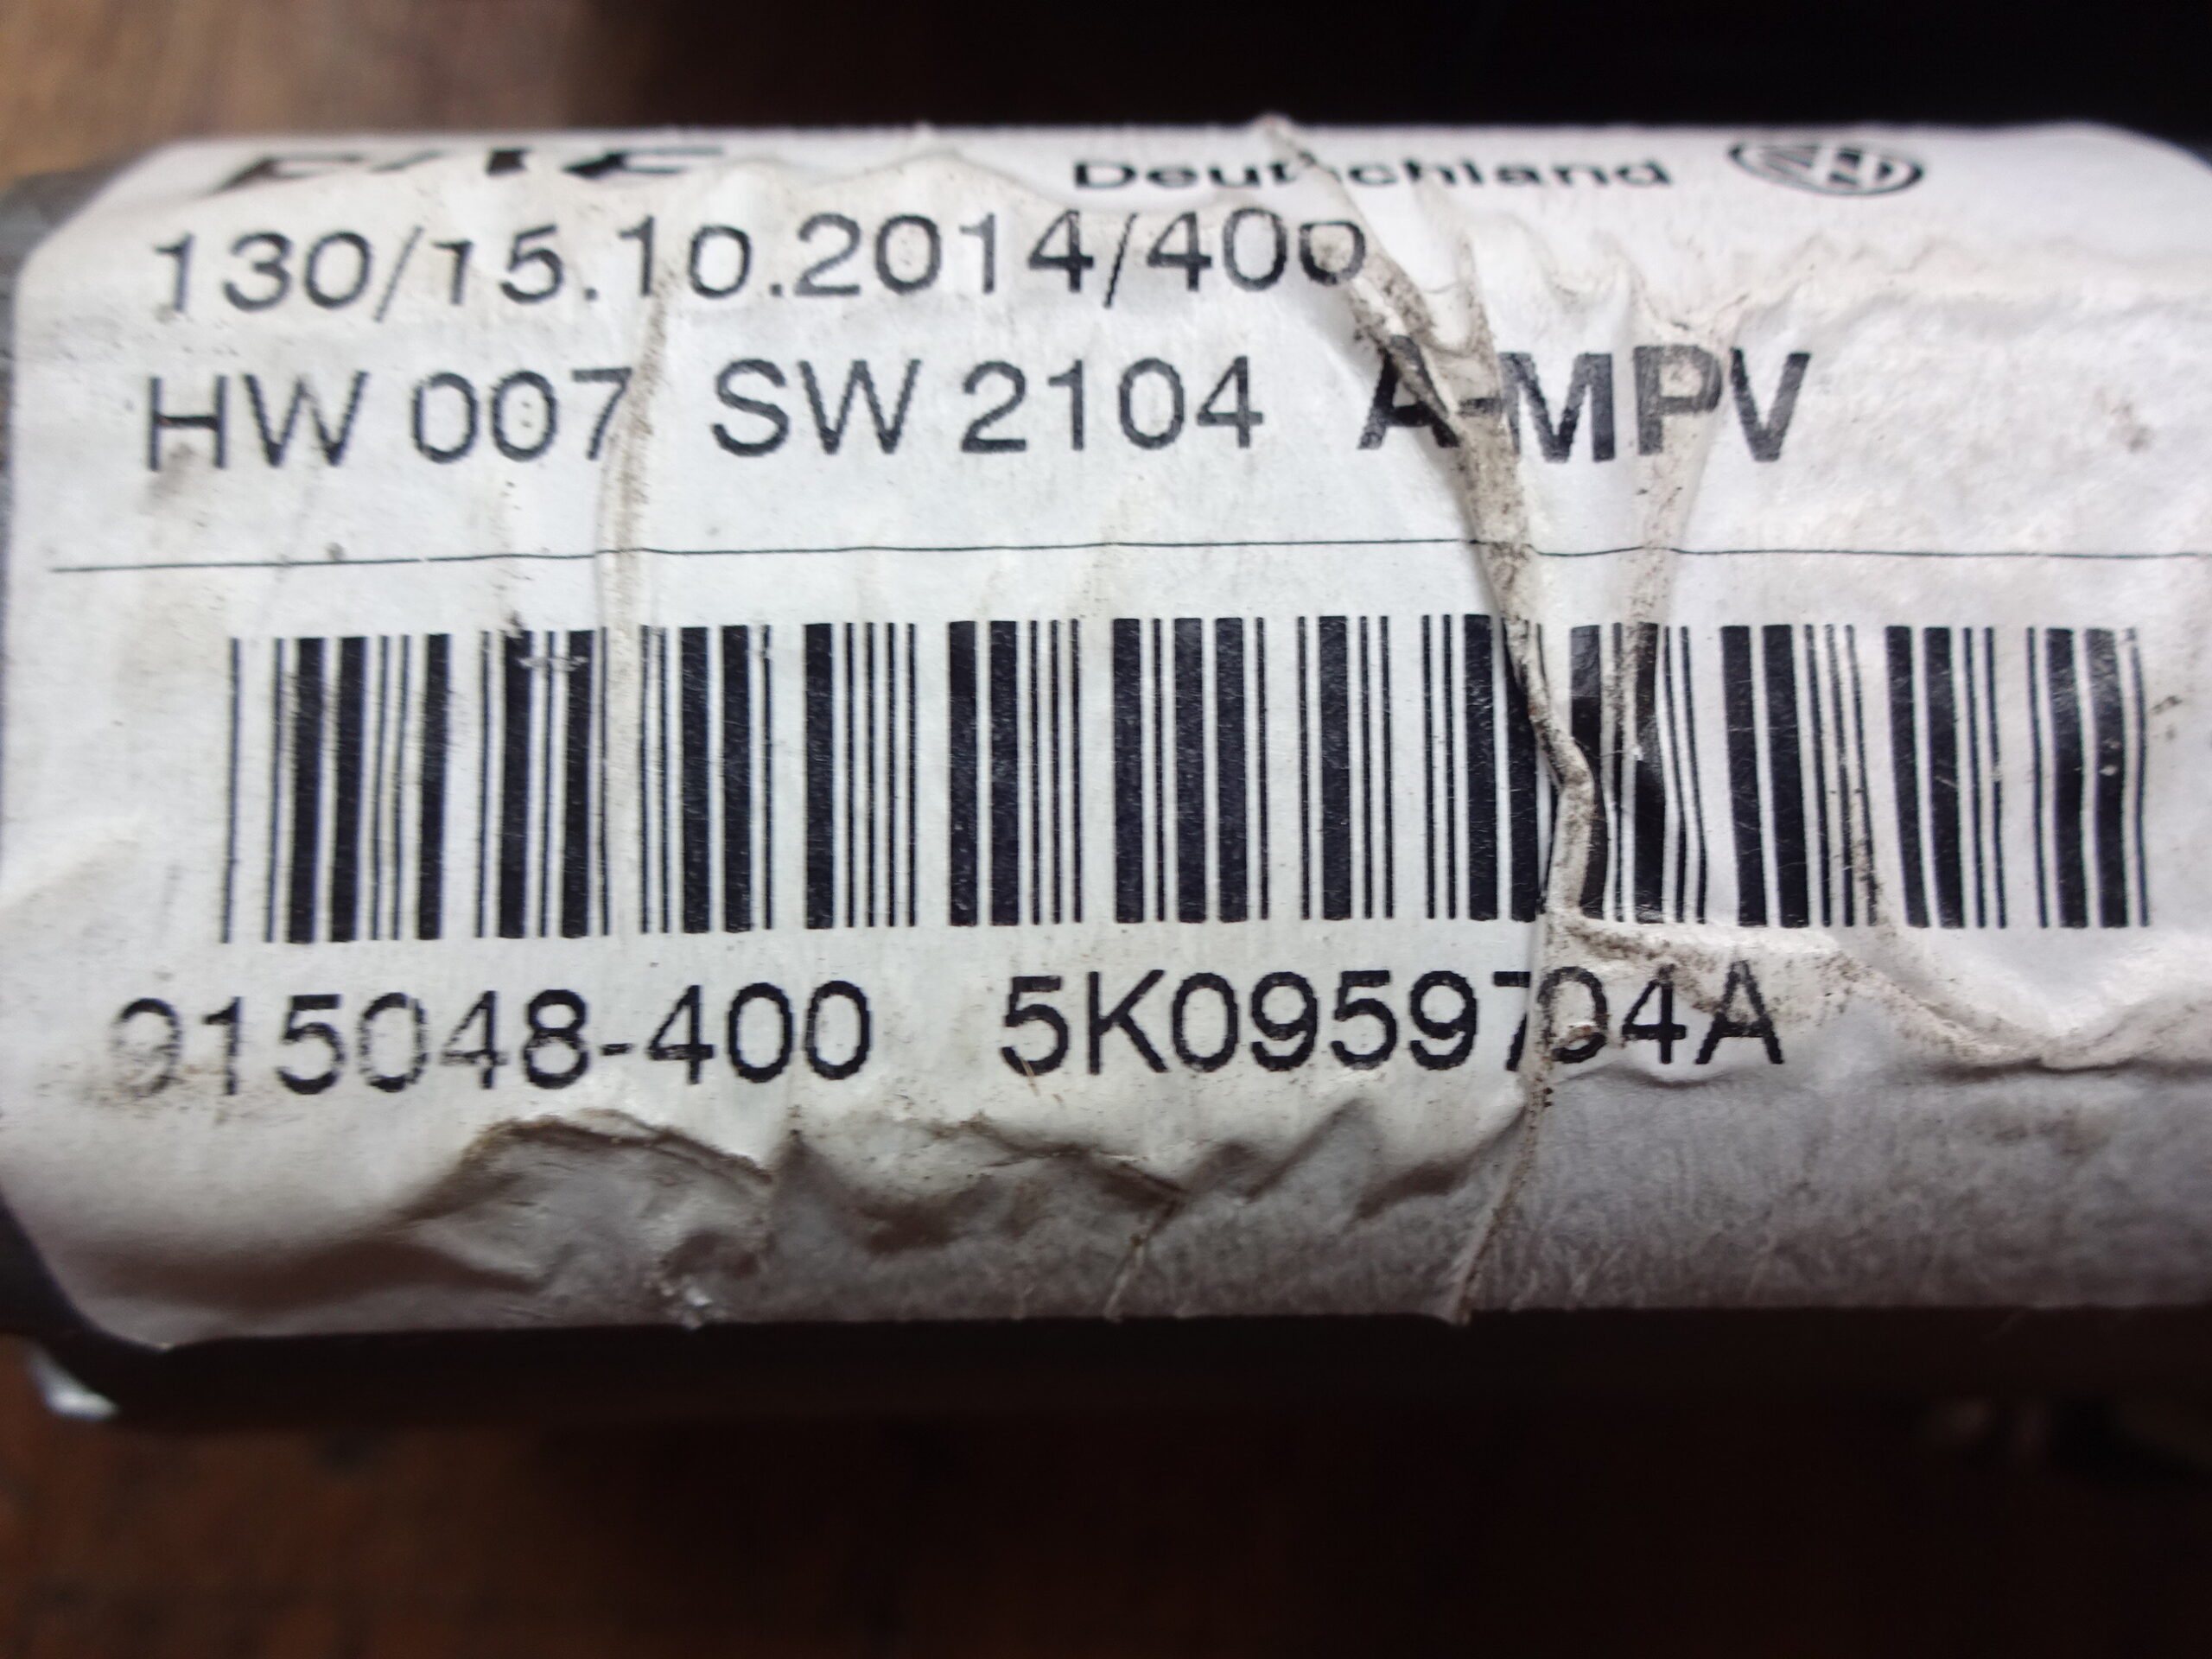 Deutschland
130/15.10.2014/400
HW 007 SW 2104 A-MPV
915048-400 5K0959704A